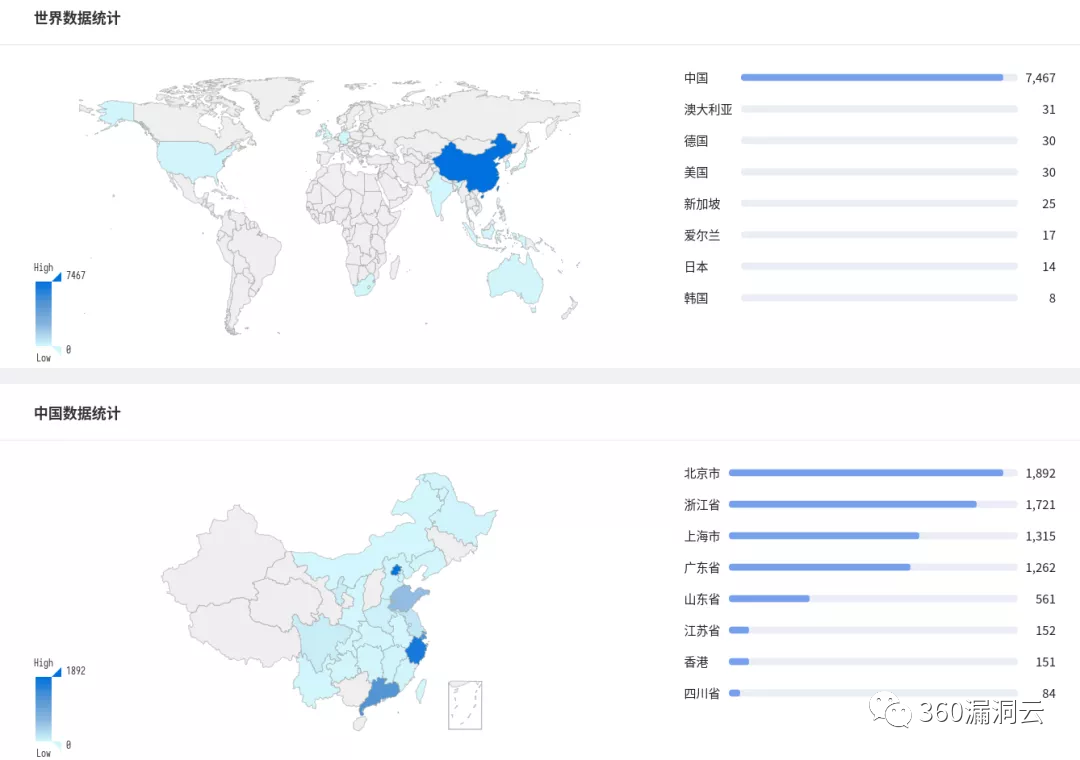 世界数据统计
中国 7,467
澳大利亚 31
德国 30
美国 30
新加坡 25
爱尔兰 17
日本 14
韩国 8
High
7467
0
Low
中国数据统计
北京市 1,892
浙江省 1,721
上海市 1,315
广东省 1,262
山东省 561
江苏省 152
香港 151
四川省 84
High
1892
0
Low
360漏洞云